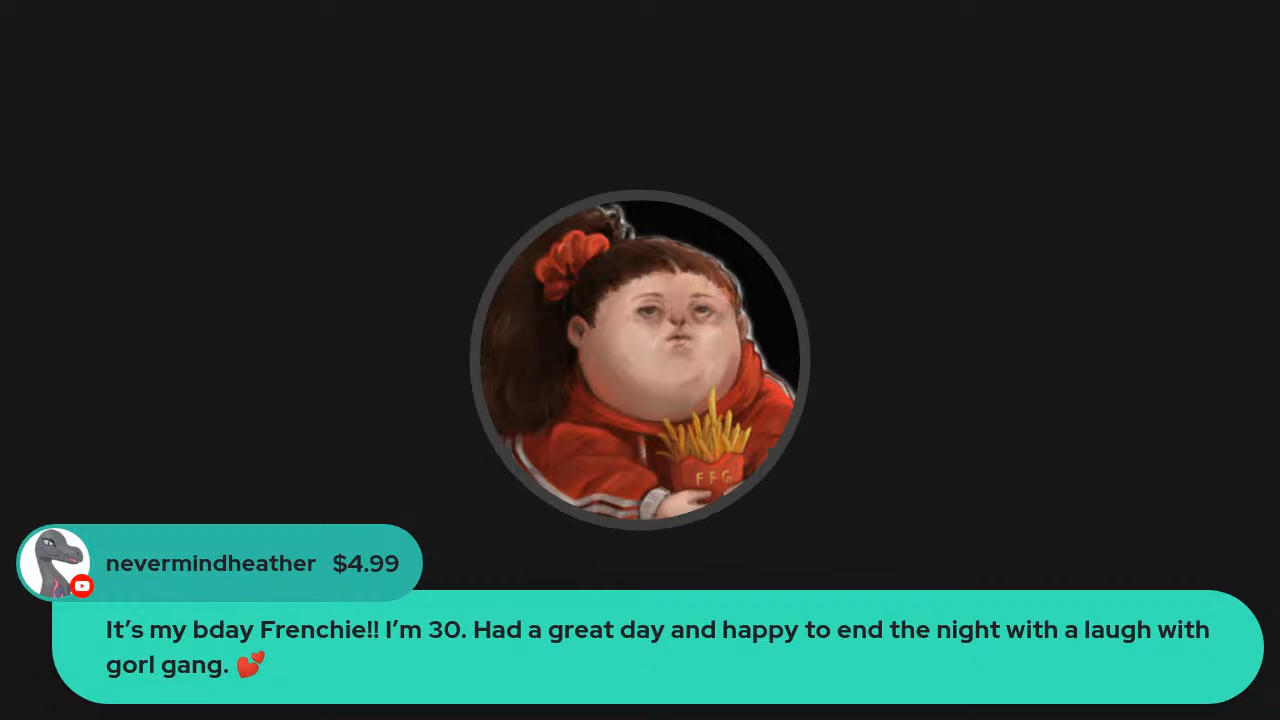 FFG
nevermindheather $4.99
It’s my bday Frenchie!! I’m 30. Had a great day and happy to end the night with a laugh with
gorl gang. 💕